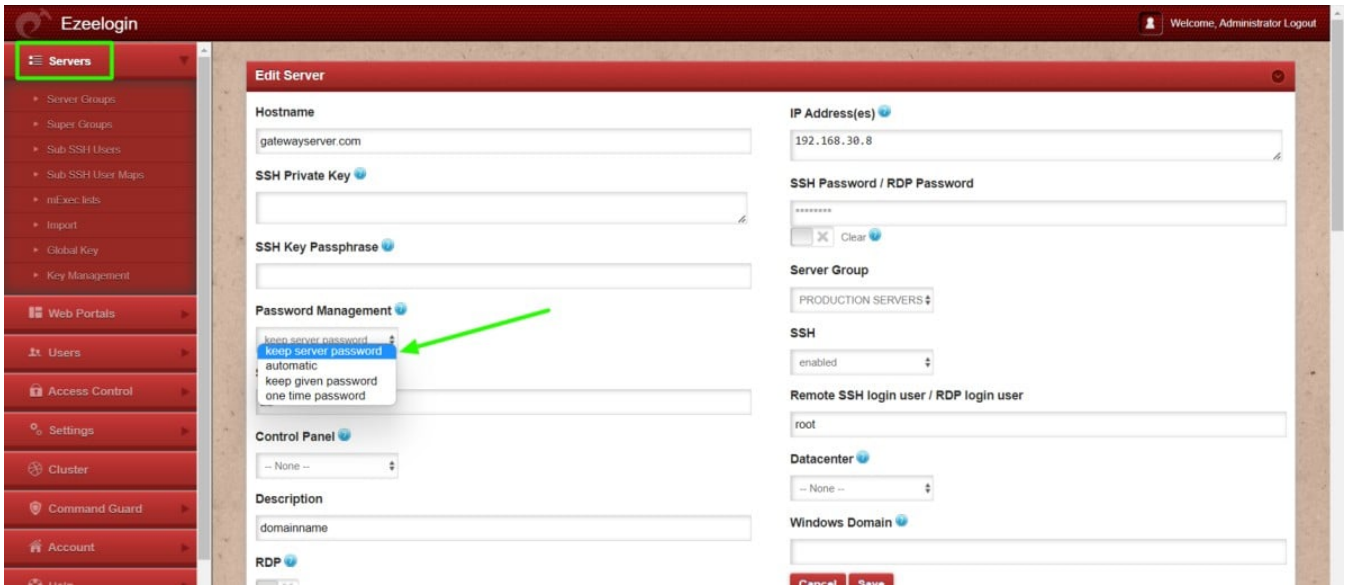 Ezeelogin
Welcome, Administrator Logout
Servers
Server Groups
Super Groups
Sub SSH Users
Sub SSH User Maps
mExec lists
Import
Global Key
Key Management
Web Portals
Users
Access Control
Settings
Cluster
Command Guard
Account
Help
Edit Server
Hostname
gatewayserver.com
SSH Private Key
SSH Key Passphrase
Password Management
keep server password
keep server password
automatic
keep given password
one time password
Control Panel
-- None --
Description
domainname
RDP
IP Address(es)
192.168.30.8
SSH Password / RDP Password
********
Clear
Server Group
PRODUCTION SERVERS
SSH
enabled
Remote SSH login user / RDP login user
root
Datacenter
-- None --
Windows Domain
Cancel Save